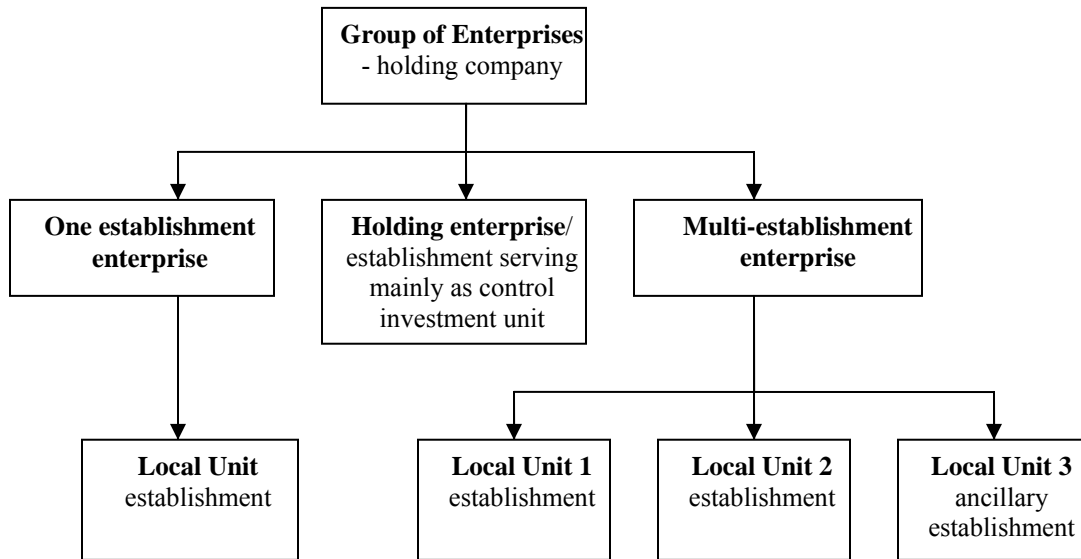 Group of Enterprises
- holding company
One establishment
enterprise
Holding enterprise/
establishment serving
mainly as control
investment unit
Multi-establishment
enterprise
Local Unit
establishment
Local Unit 1
establishment
Local Unit 2
establishment
Local Unit 3
ancillary
establishment